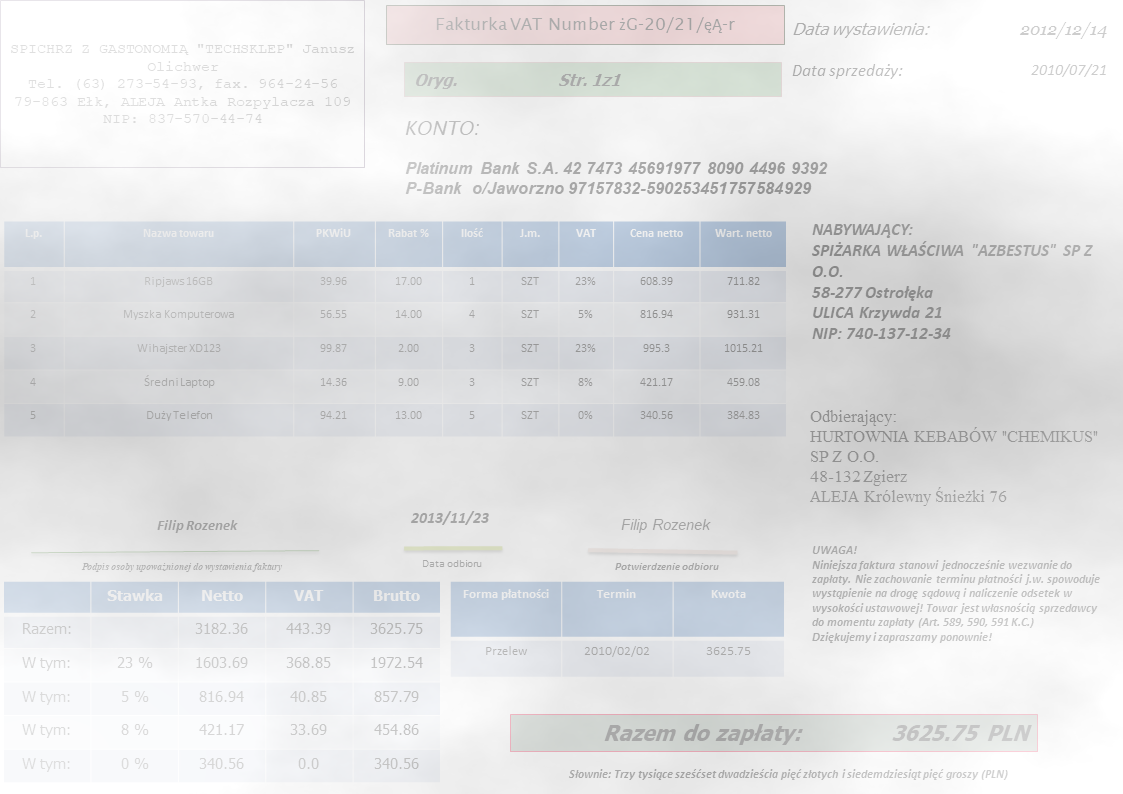 SPICHRZ Z GASTONOMIĄ "TECHSKLEP" Janusz
Olichwer
Tel. (63) 273-54-93, fax. 964-24-56
79-863 Ełk, ALEJA Antka Rozpylacza 109
NIP: 837-570-44-74
Fakturka VAT Number żG-20/21/ęĄ-r
Oryg. Str. 1z1
Data wystawienia: 2012/12/14
Data sprzedaży: 2010/07/21
KONTO:
Platinum Bank S.A. 42 7473 45691977 8090 4496 9392
P-Bank o/Jaworzno 97157832-590253451757584929
L.p. Nazwa towaru PKWiU Rabat % Ilość J.m. VAT Cena netto Wart. netto
1 Ripjaws 16GB 39.96 17.00 1 SZT 23% 608.39 711.82
2 Myszka Komputerowa 56.55 14.00 4 SZT 5% 816.94 931.31
3 Wihajster XD123 99.87 2.00 3 SZT 23% 995.3 1015.21
4 Średni Laptop 14.36 9.00 3 SZT 8% 421.17 459.08
5 Duży Telefon 94.21 13.00 5 SZT 0% 340.56 384.83
NABYWAJĄCY:
SPIŻARKA WŁAŚCIWA "AZBESTUS" SP Z
O.O.
58-277 Ostrołęka
ULICA Krzywda 21
NIP: 740-137-12-34
Odbierający:
HURTOWNIA KEBABÓW "CHEMIKUS"
SP Z O.O.
48-132 Zgierz
ALEJA Królewny Śnieżki 76
Filip Rozenek
Podpis osoby upoważnionej do wystawienia faktury
2013/11/23
Data odbioru
Filip Rozenek
Potwierdzenie odbioru
UWAGA!
Niniejsza faktura stanowi jednocześnie wezwanie do
zapłaty. Nie zachowanie terminu płatności j.w. spowoduje
wystąpienie na drogę sądową i naliczenie odsetek w
wysokości ustawowej! Towar jest własnością sprzedawcy
do momentu zapłaty (Art. 589, 590, 591 K.C.)
Dziękujemy i zapraszamy ponownie!
Stawka Netto VAT Brutto
Razem: 3182.36 443.39 3625.75
W tym: 23 % 1603.69 368.85 1972.54
W tym: 5 % 816.94 40.85 857.79
W tym: 8 % 421.17 33.69 454.86
W tym: 0 % 340.56 0.0 340.56
Forma płatności Termin Kwota
Przelew 2010/02/02 3625.75
Razem do zapłaty: 3625.75 PLN
Słownie: Trzy tysiące sześćset dwadzieścia pięć złotych i siedemdziesiąt pięć groszy (PLN)